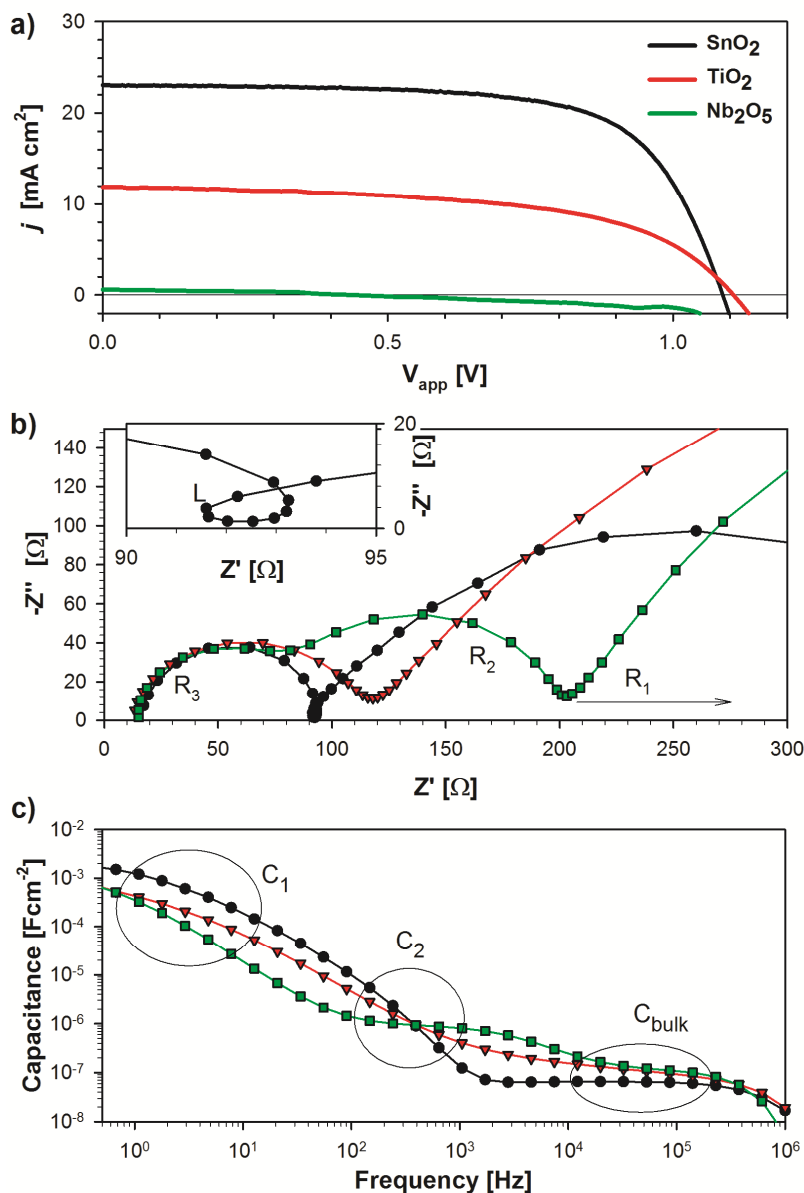 a)
30
20
10
0
j [mA cm²]
SnO₂
TiO₂
Nb₂O₅
0.0 0.5 1.0
V_app [V]
b)
140
120
100
80
60
40
20
0
-Z'' [Ω]
20
0
-Z'' [Ω]
L
90 95
Z' [Ω]
R₃
R₂
R₁
0 50 100 150 200 250 300
Z' [Ω]
c)
10⁻²
10⁻³
10⁻⁴
10⁻⁵
10⁻⁶
10⁻⁷
10⁻⁸
Capacitance [Fcm⁻²]
C₁
C₂
C_bulk
10⁰ 10¹ 10² 10³ 10⁴ 10⁵ 10⁶
Frequency [Hz]